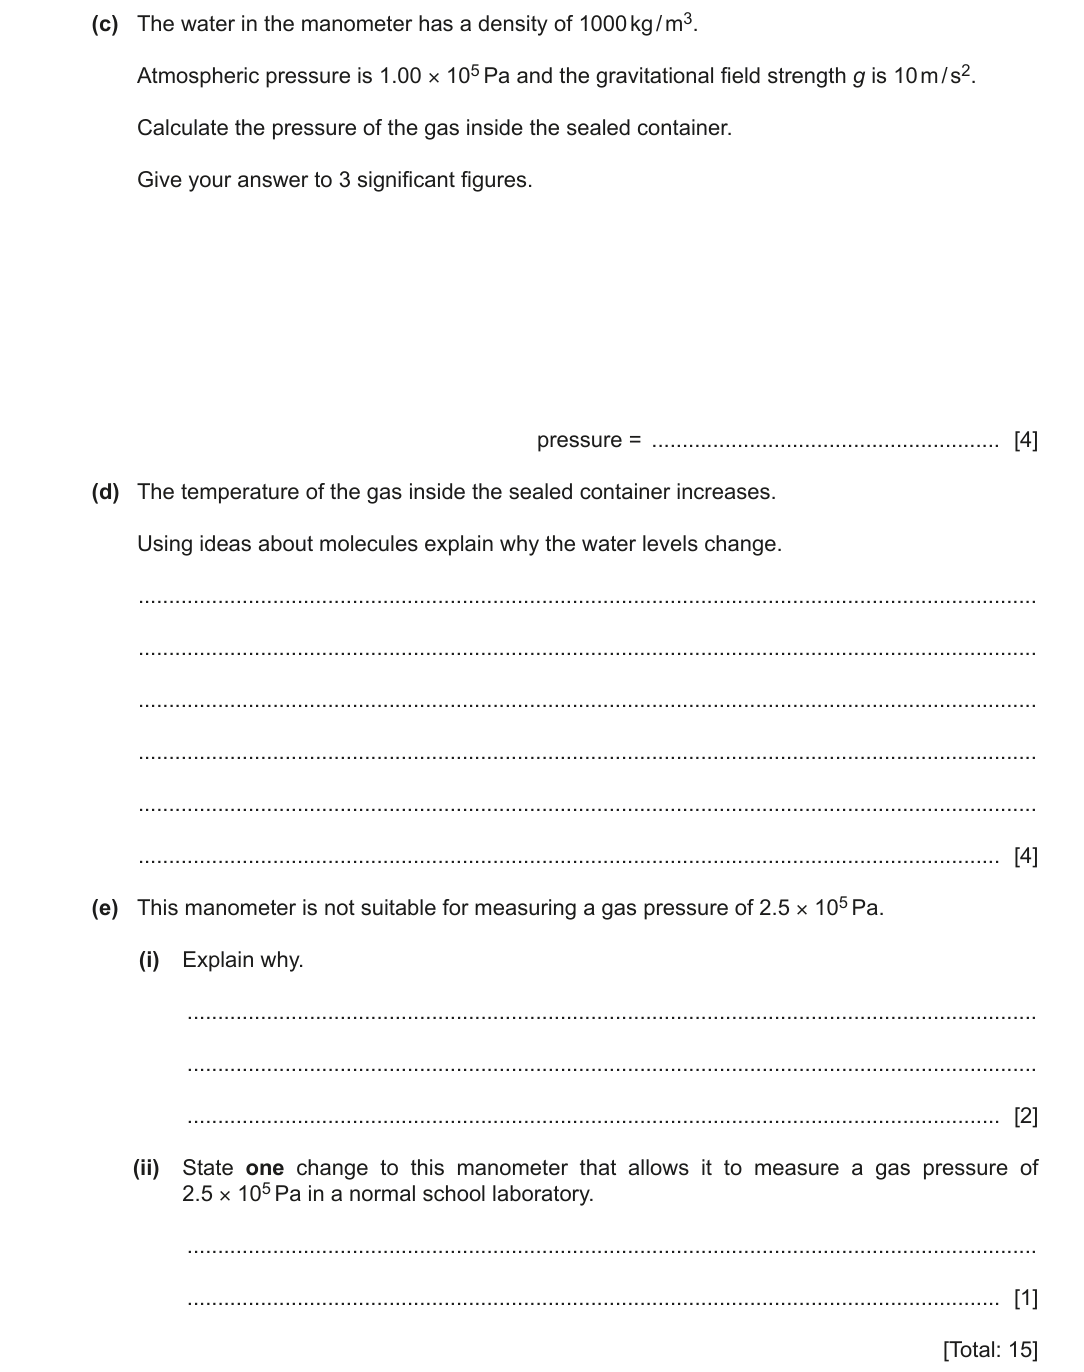 (c) The water in the manometer has a density of 1000 kg/m³.
Atmospheric pressure is 1.00 × 10⁵ Pa and the gravitational field strength g is 10 m/s².
Calculate the pressure of the gas inside the sealed container.
Give your answer to 3 significant figures.
pressure = ......................................................... [4]
(d) The temperature of the gas inside the sealed container increases.
Using ideas about molecules explain why the water levels change.
...................................................................................................................................................
...................................................................................................................................................
...................................................................................................................................................
...................................................................................................................................................
...................................................................................................................................................
............................................................................................................................................. [4]
(e) This manometer is not suitable for measuring a gas pressure of 2.5 × 10⁵ Pa.
(i) Explain why.
...........................................................................................................................................
...........................................................................................................................................
..................................................................................................................................... [2]
(ii) State one change to this manometer that allows it to measure a gas pressure of
2.5 × 10⁵ Pa in a normal school laboratory.
...........................................................................................................................................
..................................................................................................................................... [1]
[Total: 15]